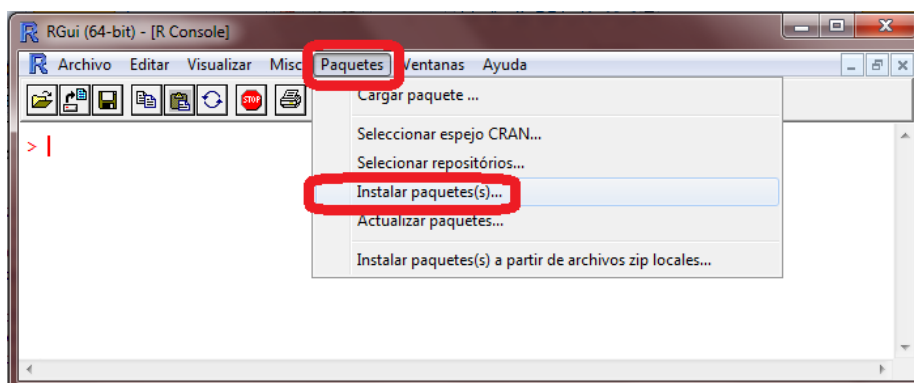 RGui (64-bit) - [R Console]
Archivo Editar Visualizar Misc Paquetes Ventanas Ayuda
STOP
Cargar paquete ...
>
Seleccionar espejo CRAN...
Selecionar repositórios...
Instalar paquetes(s)...
Actualizar paquetes...
Instalar paquetes(s) a partir de archivos zip locales...